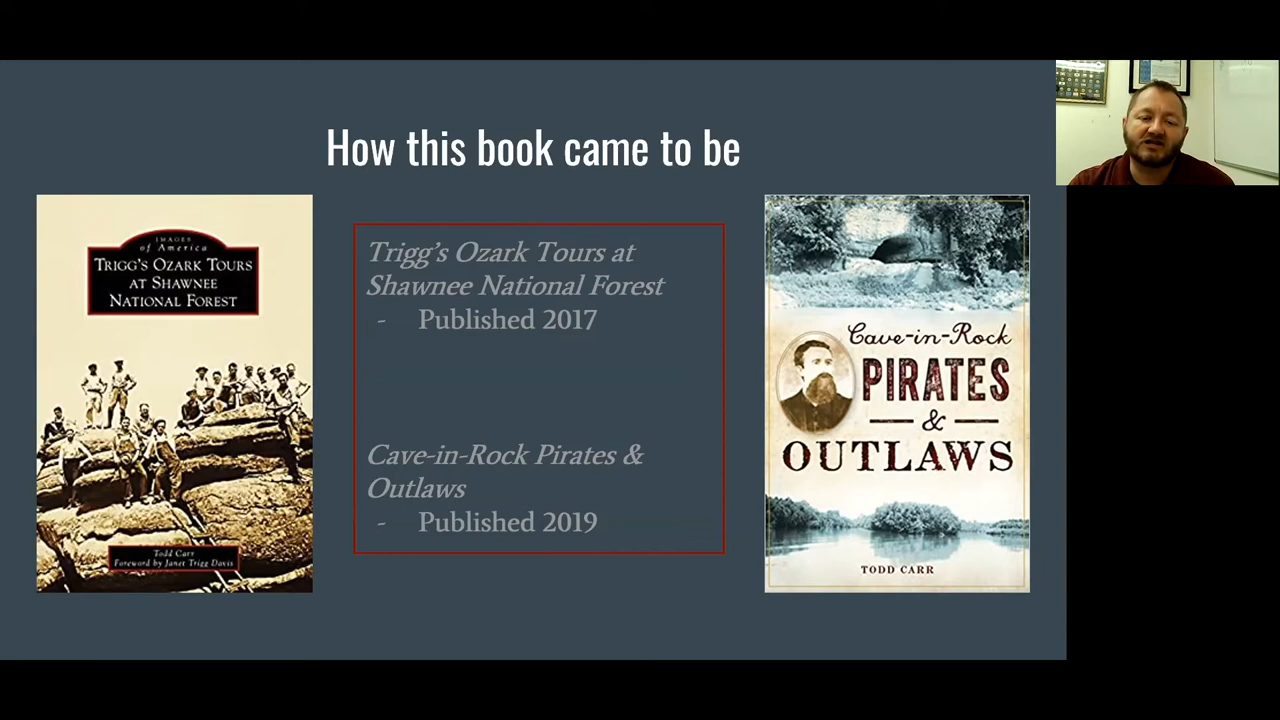 How this book came to be
IMAGES
of America
TRIGG'S OZARK TOURS
AT SHAWNEE
NATIONAL FOREST
Todd Carr
Foreword by Janet Trigg Davis
Trigg's Ozark Tours at
Shawnee National Forest
- Published 2017
Cave-in-Rock Pirates &
Outlaws
- Published 2019
Cave-in-Rock
PIRATES
&
OUTLAWS
TODD CARR